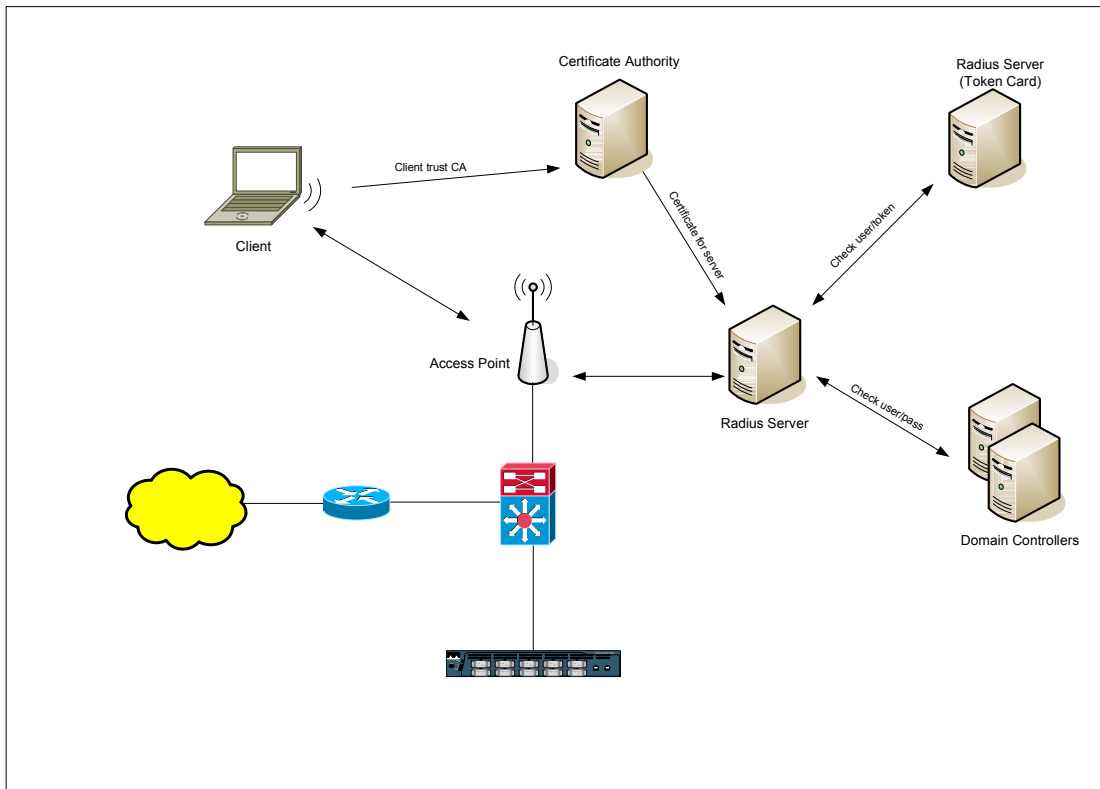 Certificate Authority
Radius Server
(Token Card)
Client trust CA
Certificate for server
Check user/token
Client
Access Point
Radius Server
Check user/pass
Domain Controllers